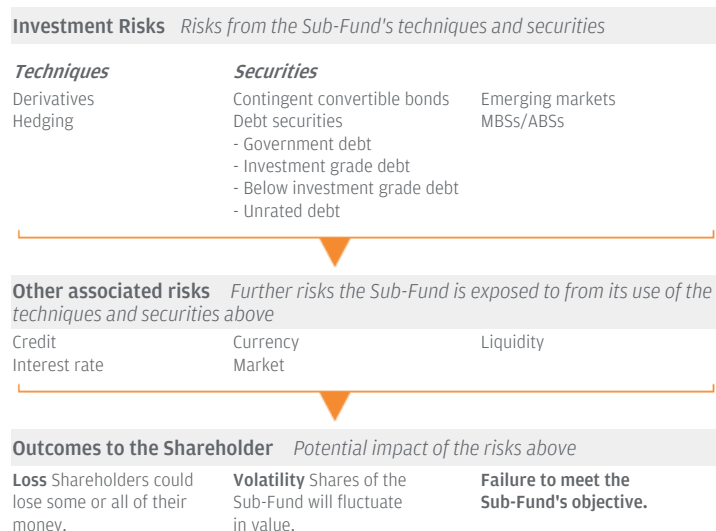 Investment Risks Risks from the Sub-Fund's techniques and securities
Techniques
Derivatives
Hedging
Securities
Contingent convertible bonds
Debt securities
- Government debt
- Investment grade debt
- Below investment grade debt
- Unrated debt
Emerging markets
MBSs/ABSs
Other associated risks Further risks the Sub-Fund is exposed to from its use of the
techniques and securities above
Credit
Interest rate
Currency
Market
Liquidity
Outcomes to the Shareholder Potential impact of the risks above
Loss Shareholders could
lose some or all of their
money.
Volatility Shares of the
Sub-Fund will fluctuate
in value.
Failure to meet the
Sub-Fund's objective.